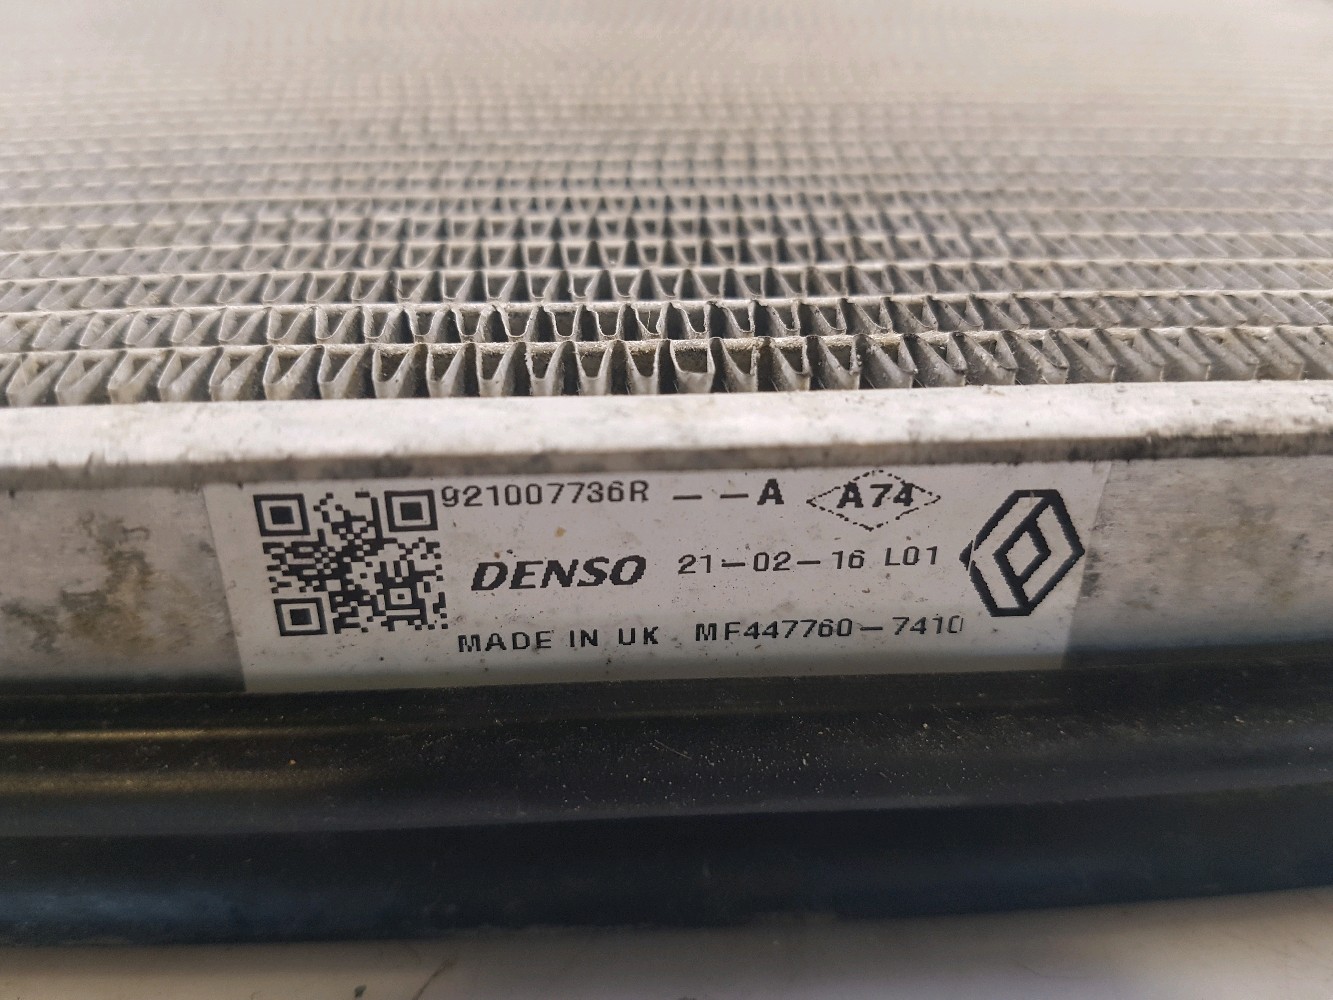 921007736R - - A A74
DENSO 21-02-16 L01
MADE IN UK MF447760-7410